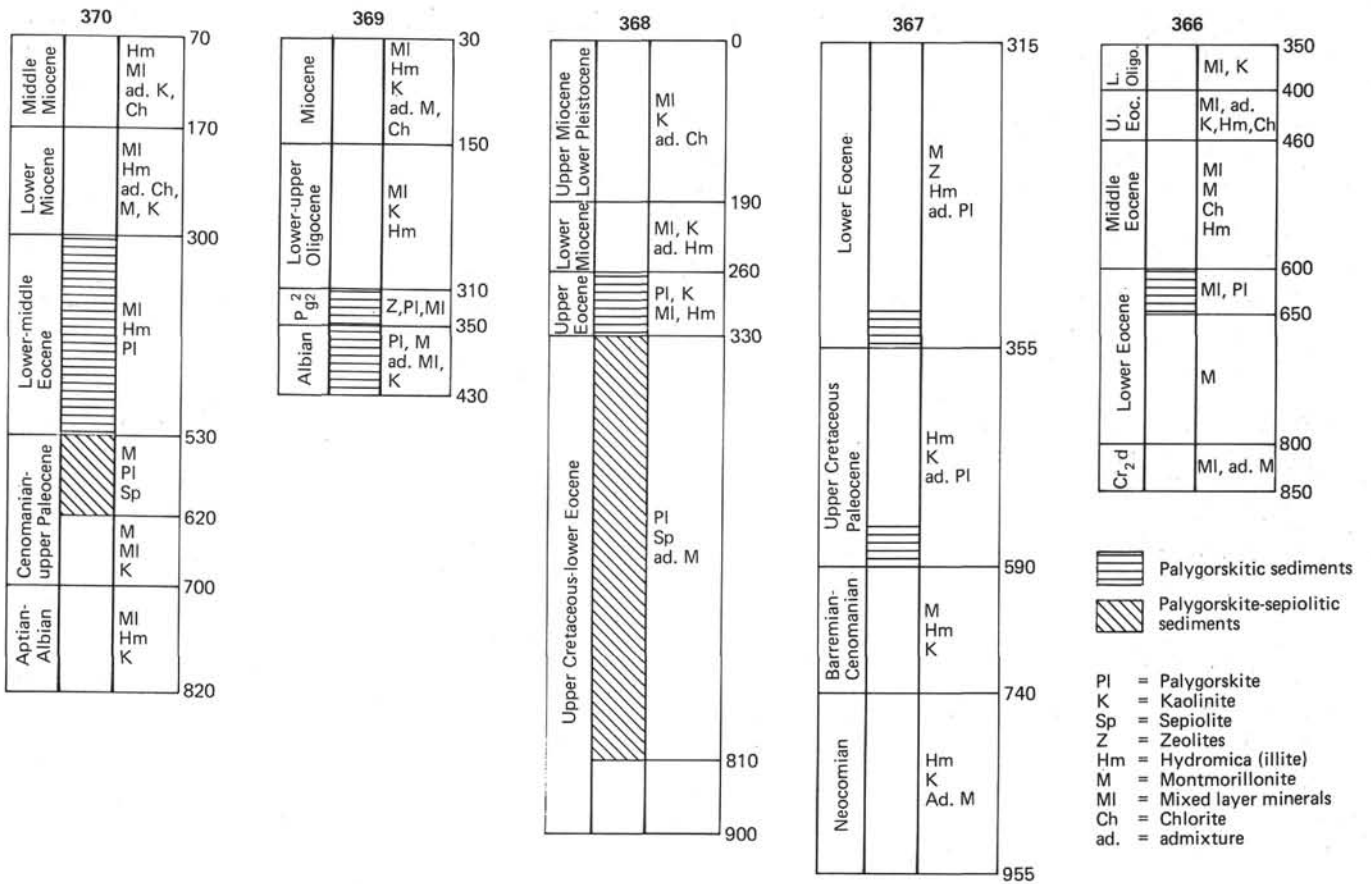 370
70
Middle
Miocene
Hm
Ml
ad. K,
Ch
170
Lower
Miocene
Ml
Hm
ad. Ch,
M, K
300
Lower-middle
Eocene
Ml
Hm
Pl
530
Cenomanian-
upper Paleocene
M
Pl
Sp
620
M
Ml
K
700
Aptian-
Albian
Ml
Hm
K
820
369
30
Miocene
Ml
Hm
K
ad. M,
Ch
150
Lower-upper
Oligocene
Ml
K
Hm
310
P²g2
Z,Pl,Ml
350
Albian
Pl, M
ad. Ml,
K
430
368
0
Upper Miocene
Lower Pleistocene
Ml
K
ad. Ch
190
Lower
Miocene
Ml, K
ad. Hm
260
Upper
Eocene
Pl, K
Ml, Hm
330
Upper Cretaceous-lower Eocene
Pl
Sp
ad. M
810
900
367
315
Lower Eocene
M
Z
Hm
ad. Pl
355
Upper Cretaceous
Paleocene
Hm
K
ad. Pl
590
Barremian-
Cenomanian
M
Hm
K
740
Neocomian
Hm
K
Ad. M
955
366
350
L.
Oligo.
Ml, K
400
U.
Eoc.
Ml, ad.
K,Hm,Ch
460
Middle
Eocene
Ml
M
Ch
Hm
600
Lower Eocene
Ml, Pl
650
M
800
Cr₂d
Ml, ad. M
850
Palygorskitic sediments
Palygorskite-sepiolitic
sediments
Pl = Palygorskite
K = Kaolinite
Sp = Sepiolite
Z = Zeolites
Hm = Hydromica (illite)
M = Montmorillonite
Ml = Mixed layer minerals
Ch = Chlorite
ad. = admixture